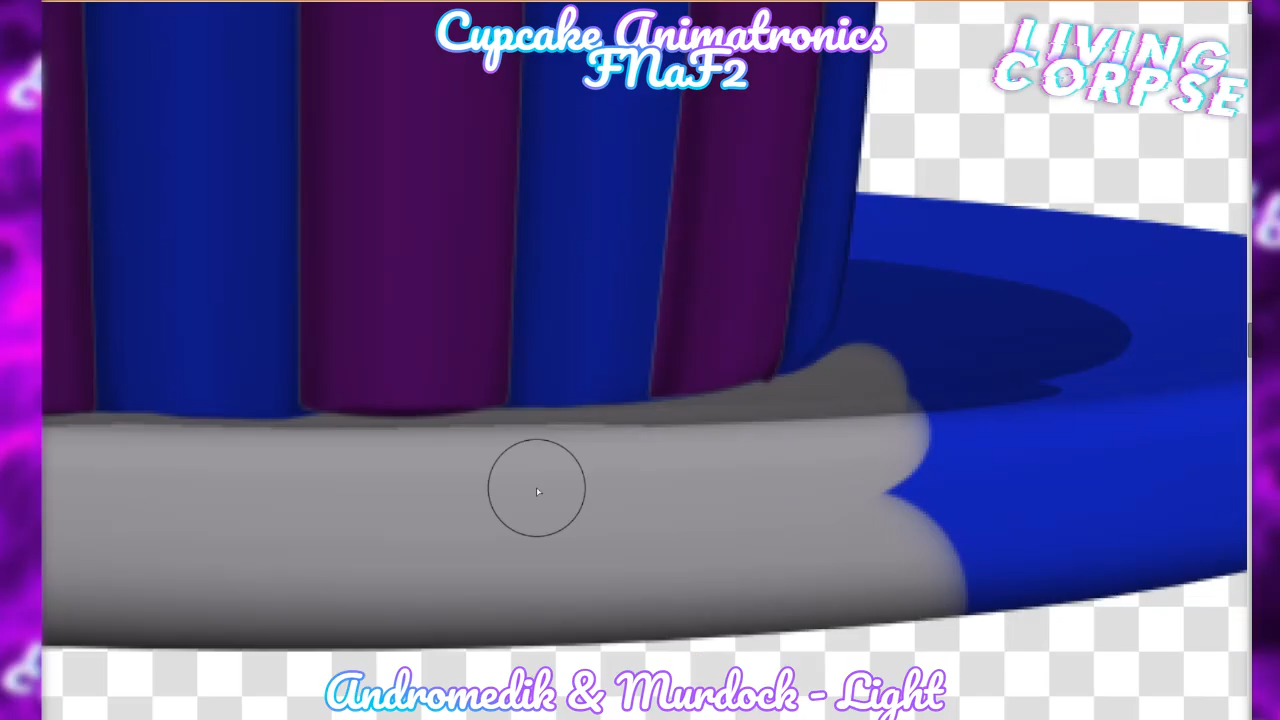 Cupcake Animatronics
FNaF2
LIVING
CORPSE
Andromedik & Murdock - Light